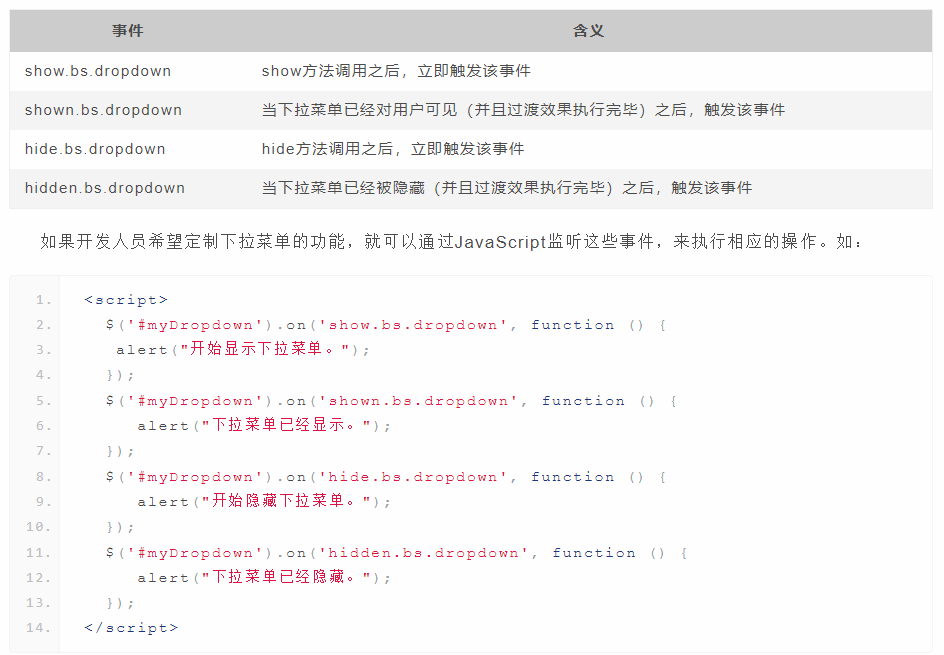 事件 含义
show.bs.dropdown show方法调用之后，立即触发该事件
shown.bs.dropdown 当下拉菜单已经对用户可见（并且过渡效果执行完毕）之后，触发该事件
hide.bs.dropdown hide方法调用之后，立即触发该事件
hidden.bs.dropdown 当下拉菜单已经被隐藏（并且过渡效果执行完毕）之后，触发该事件
如果开发人员希望定制下拉菜单的功能，就可以通过JavaScript监听这些事件，来执行相应的操作。如：
1. <script>
2. $('#myDropdown').on('show.bs.dropdown', function () {
3. alert("开始显示下拉菜单。");
4. });
5. $('#myDropdown').on('shown.bs.dropdown', function () {
6. alert("下拉菜单已经显示。");
7. });
8. $('#myDropdown').on('hide.bs.dropdown', function () {
9. alert("开始隐藏下拉菜单。");
10. });
11. $('#myDropdown').on('hidden.bs.dropdown', function () {
12. alert("下拉菜单已经隐藏。");
13. });
14. </script>